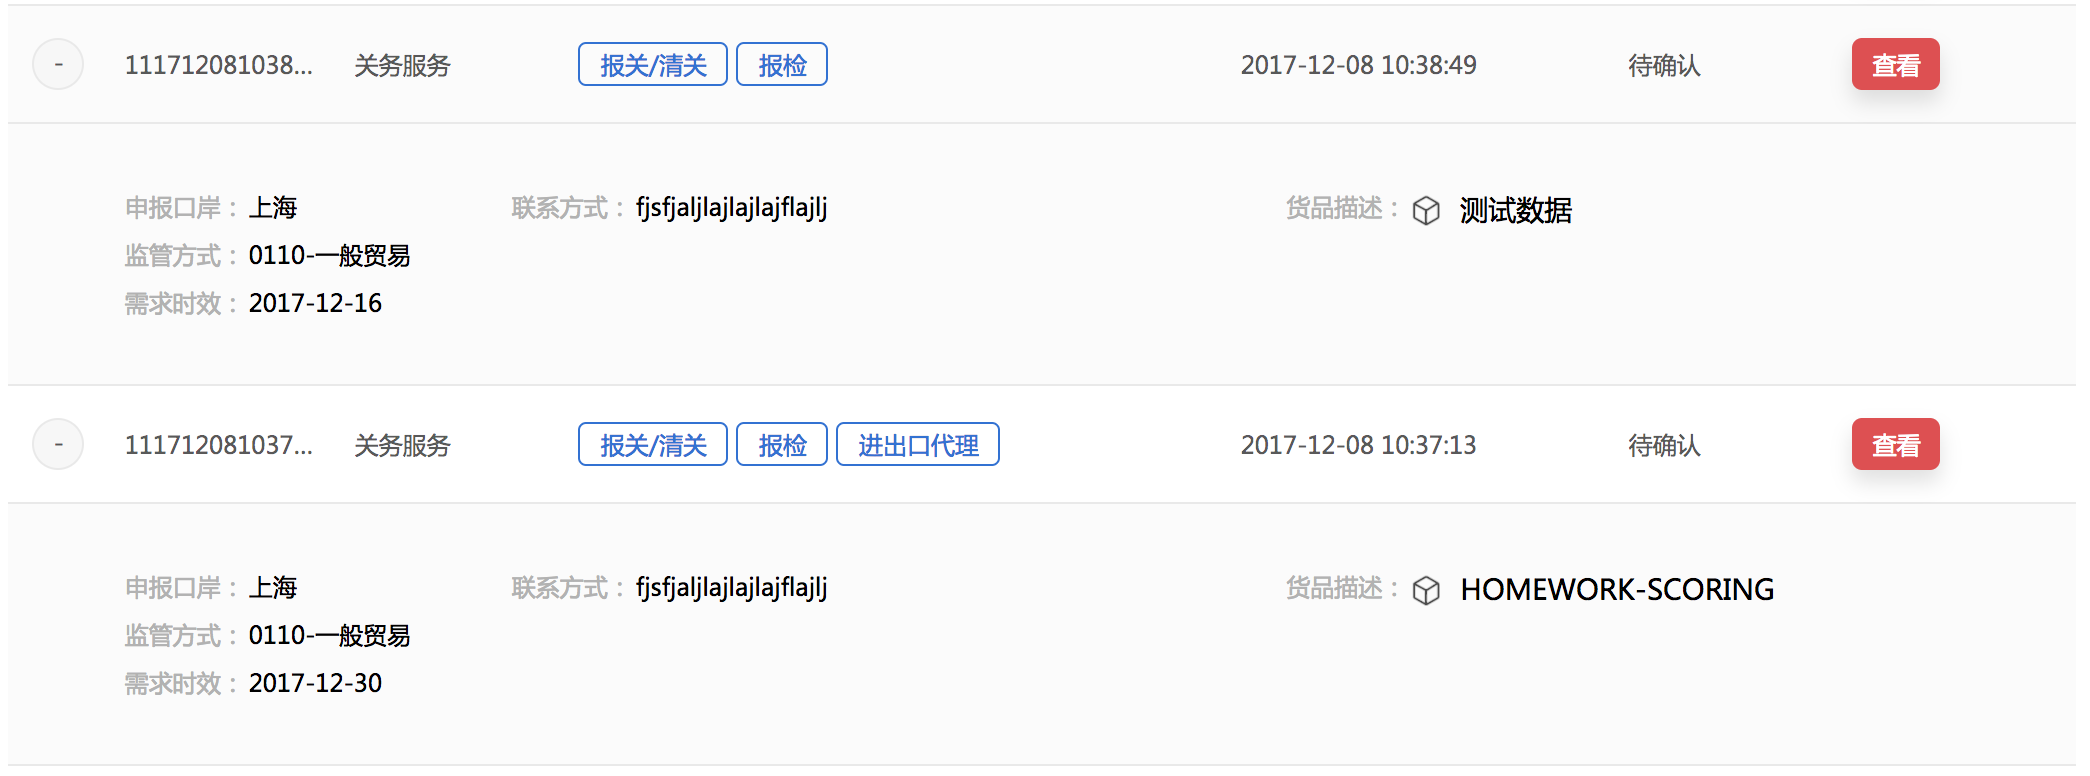 - 111712081038... 关务服务 报关/清关 报检 2017-12-08 10:38:49 待确认 查看
申报口岸： 上海 联系方式： fjsfjaljlajlajlajflajlj 货品描述： 测试数据
监管方式： 0110-一般贸易
需求时效： 2017-12-16
- 111712081037... 关务服务 报关/清关 报检 进出口代理 2017-12-08 10:37:13 待确认 查看
申报口岸： 上海 联系方式： fjsfjaljlajlajlajflajlj 货品描述： HOMEWORK-SCORING
监管方式： 0110-一般贸易
需求时效： 2017-12-30